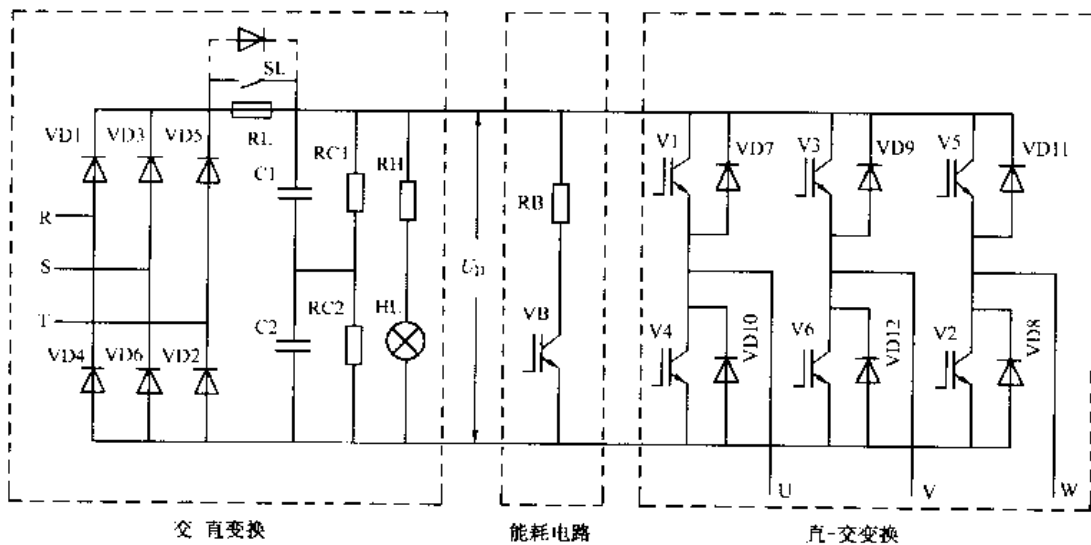 SL
VD1 VD3 VD5 RL
C1 RC1 RH
RB
V1 VD7 V3 VD9 V5 VD11
R
S
T
U_D
C2 RC2 HL
VB
V4 VD10 V6 VD12 V2 VD8
VD4 VD6 VD2
U V W
交 直变换 能耗电路 直-交变换